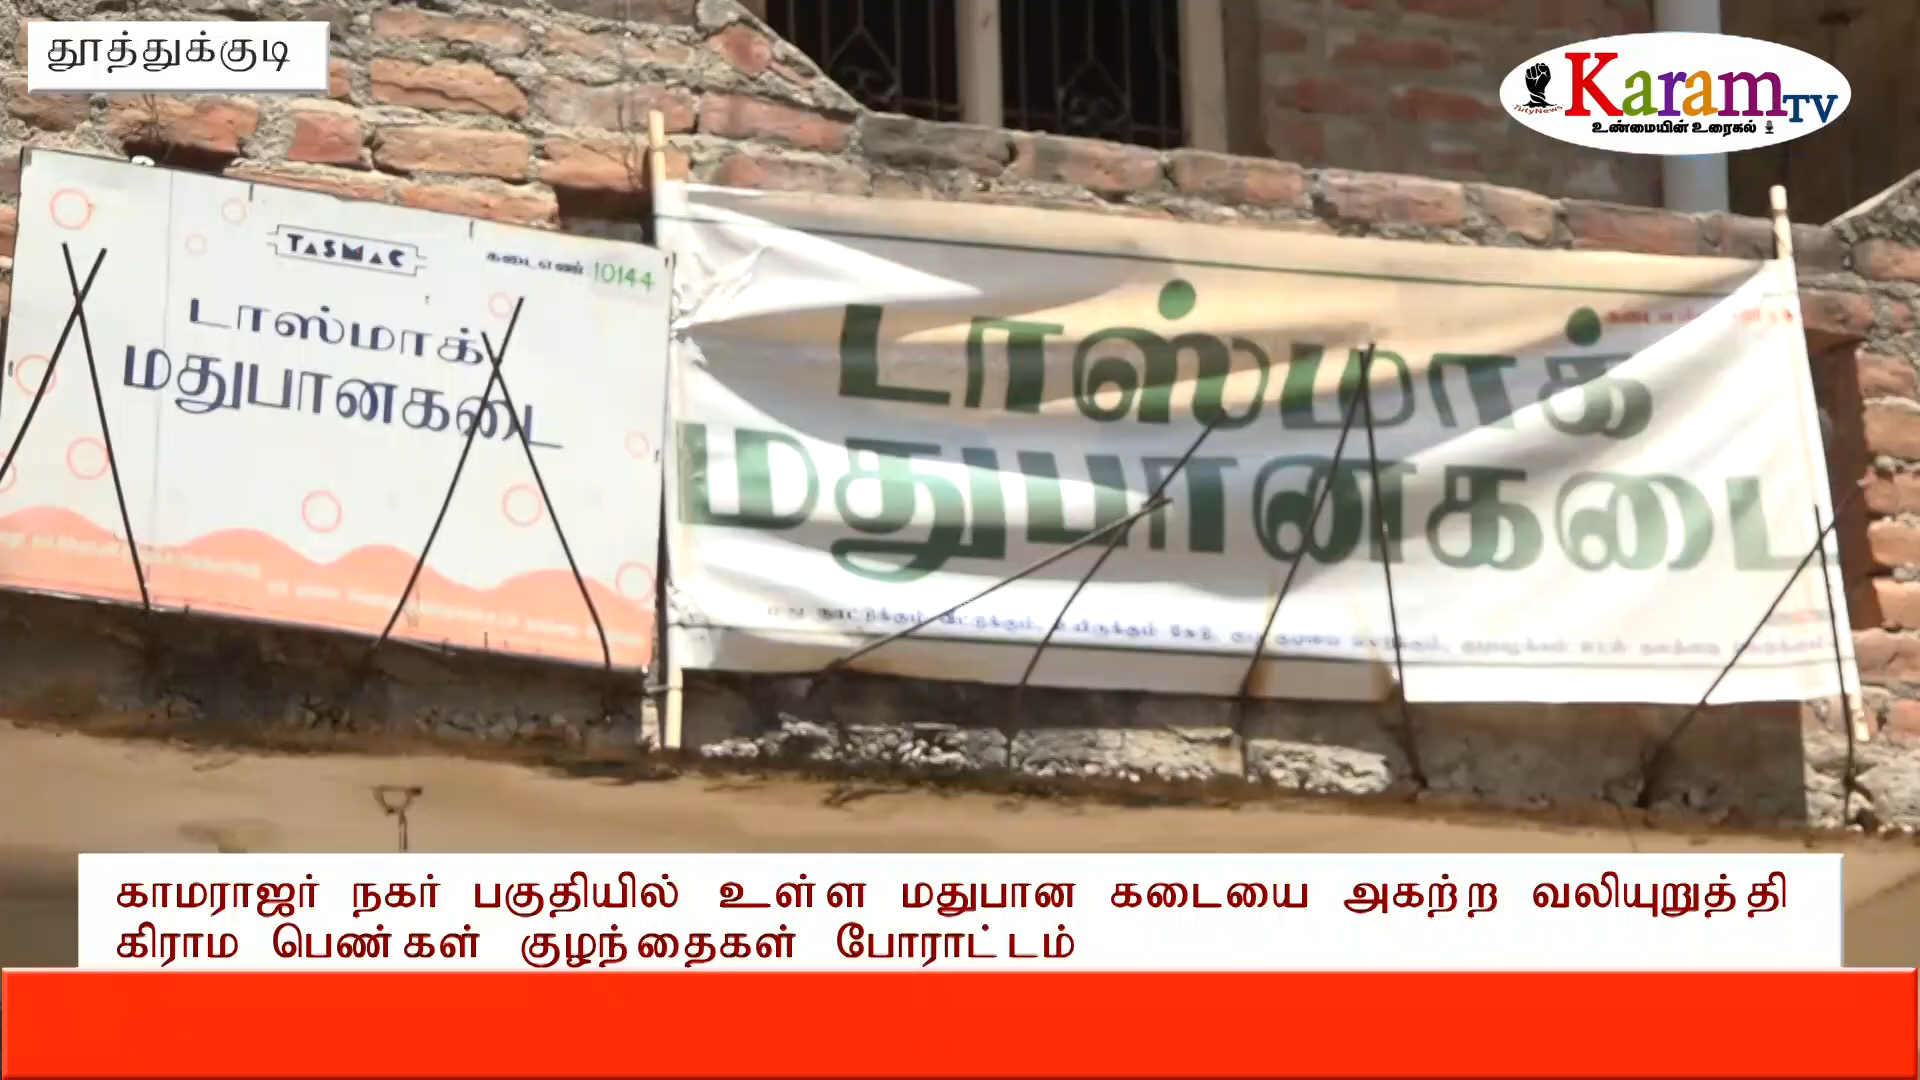 தூத்துக்குடி
Karam TV
TutyNews
உண்மையின் உரைகல்
TASMAC
கடை எண் 10144
டாஸ்மாக்
மதுபானகடை
டாஸ்மாக்
மதுபானகடை
காமராஜர் நகர் பகுதியில் உள்ள மதுபான கடையை அகற்ற வலியுறுத்தி
கிராம பெண்கள் குழந்தைகள் போராட்டம்